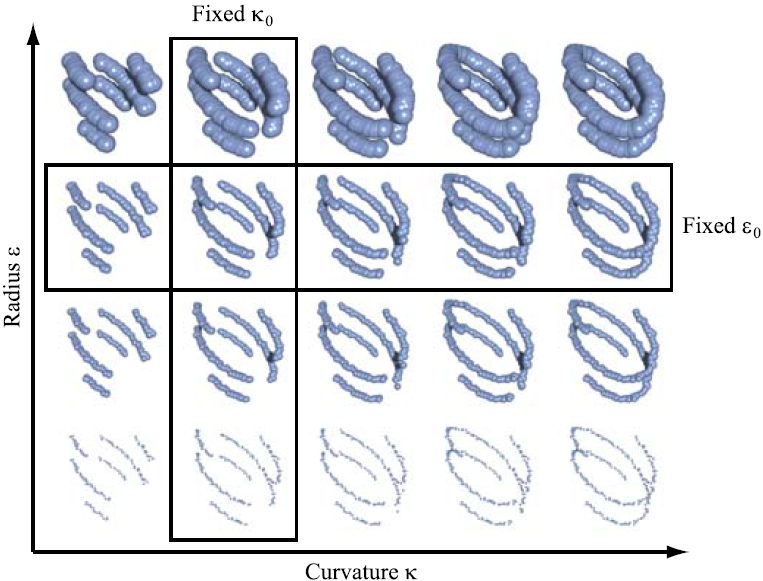 Fixed κ₀
Fixed ε₀
Radius ε
Curvature κ